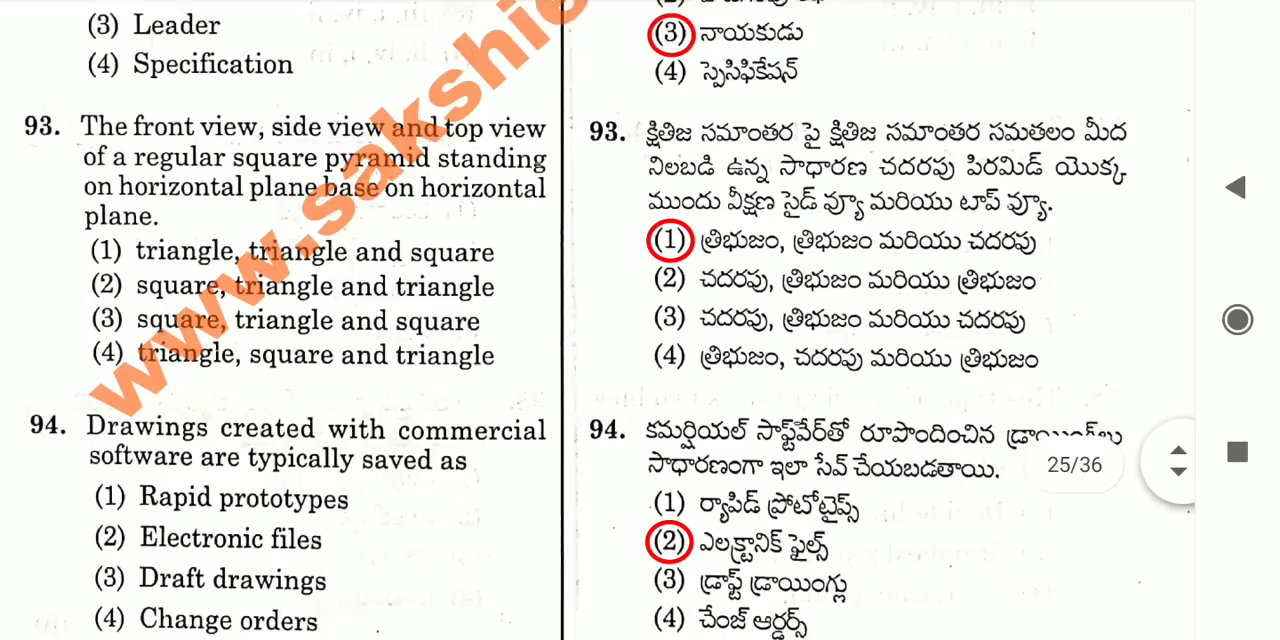 (3) Leader
(4) Specification
93. The front view, side view and top view
of a regular square pyramid standing
on horizontal plane base on horizontal
plane.
(1) triangle, triangle and square
(2) square, triangle and triangle
(3) square, triangle and square
(4) triangle, square and triangle
94. Drawings created with commercial
software are typically saved as
(1) Rapid prototypes
(2) Electronic files
(3) Draft drawings
(4) Change orders
www.sakshie
(3) నాయకుడు
(4) స్పెసిఫికేషన్
93. క్షితిజ సమాంతర పై క్షితిజ సమాంతర సమతలం మీద
నిలబడి ఉన్న సాధారణ చదరపు పిరమిడ్ యొక్క
ముందు వీక్షణ సైడ్ వ్యూ మరియు టాప్ వ్యూ.
(1) త్రిభుజం, త్రిభుజం మరియు చదరపు
(2) చదరపు, త్రిభుజం మరియు త్రిభుజం
(3) చదరపు, త్రిభుజం మరియు చదరపు
(4) త్రిభుజం, చదరపు మరియు త్రిభుజం
94. కమర్షియల్ సాఫ్ట్‌వేర్‌తో రూపొందించిన
సాధారణంగా ఇలా సేవ్ చేయబడతాయి.
(1) ర్యాపిడ్ ప్రోటోటైప్స్
(2) ఎలక్ట్రానిక్ ఫైల్స్
(3) డ్రాఫ్ట్ డ్రాయింగ్లు
(4) చేంజ్ ఆర్డర్స్
25/36